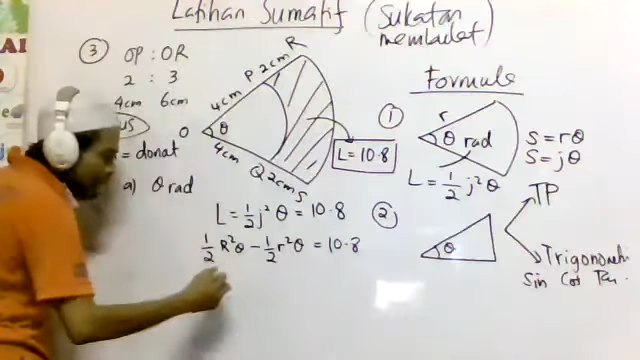 Latihan Sumatif (Sukatan
membulat)
③ OP : OR
2 : 3
4cm 6cm
= donat
a) θ rad
R
P 2cm
4cm
O θ
4cm
Q 2cm S
L = 10.8
L = 1/2 j² θ = 10.8
1/2 R²θ - 1/2 r²θ = 10.8
Formula
①
r
θ rad
S = rθ
S = jθ
L = 1/2 j² θ
②
θ
TP
Trigonometri
Sin Cos Tan